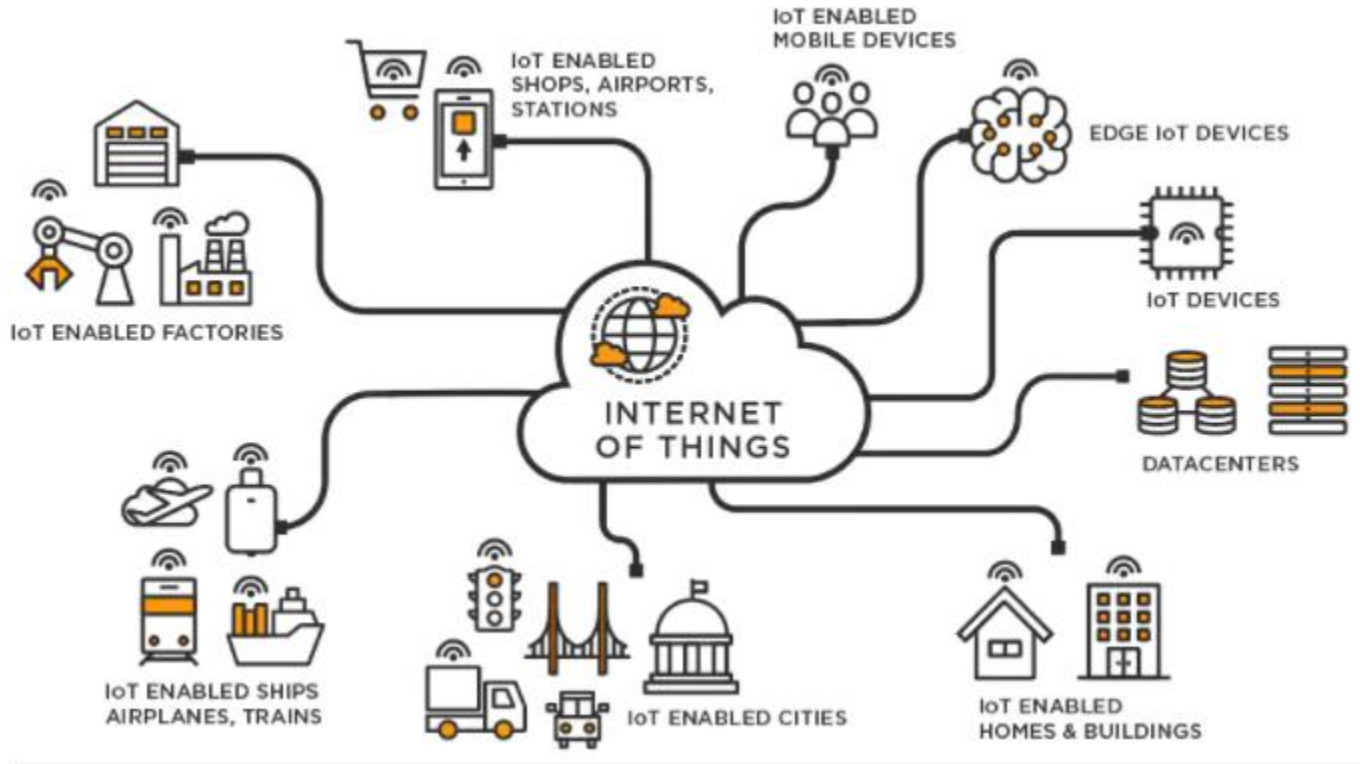 IoT ENABLED
MOBILE DEVICES
IoT ENABLED
SHOPS, AIRPORTS,
STATIONS
EDGE IoT DEVICES
IoT DEVICES
IoT ENABLED FACTORIES
INTERNET
OF THINGS
DATACENTERS
IoT ENABLED SHIPS
AIRPLANES, TRAINS
IoT ENABLED CITIES
IoT ENABLED
HOMES & BUILDINGS